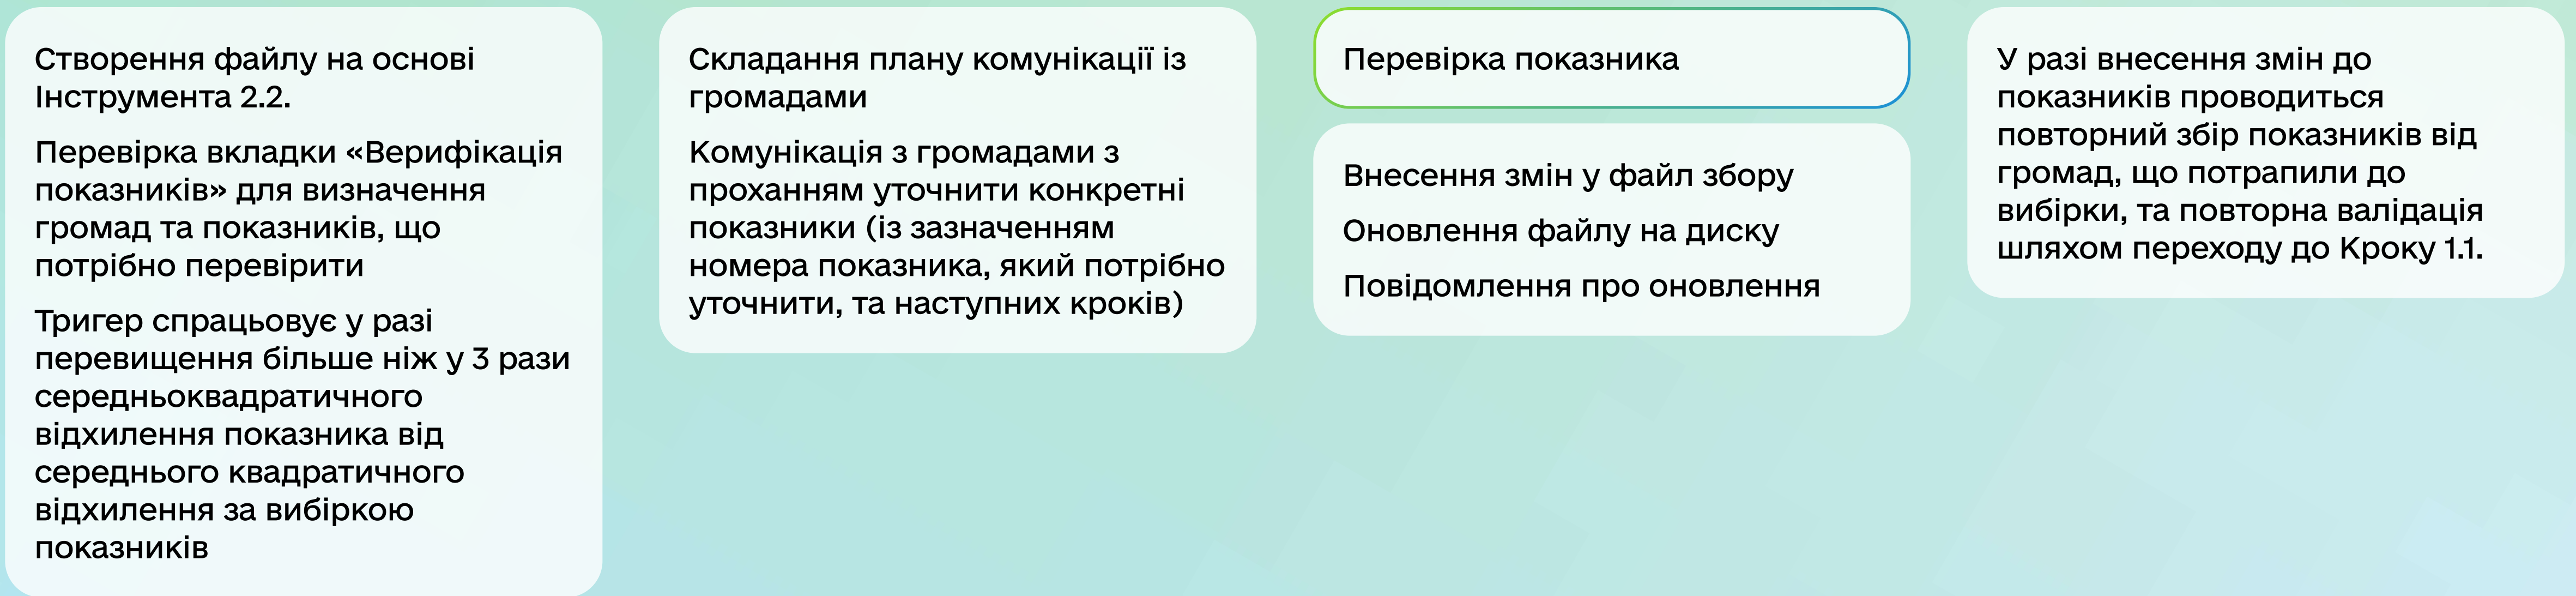 Створення файлу на основі
Інструмента 2.2.
Перевірка вкладки «Верифікація
показників» для визначення
громад та показників, що
потрібно перевірити
Тригер спрацьовує у разі
перевищення більше ніж у 3 рази
середньоквадратичного
відхилення показника від
середнього квадратичного
відхилення за вибіркою
показників
Складання плану комунікації із
громадами
Комунікація з громадами з
проханням уточнити конкретні
показники (із зазначенням
номера показника, який потрібно
уточнити, та наступних кроків)
Перевірка показника
Внесення змін у файл збору
Оновлення файлу на диску
Повідомлення про оновлення
У разі внесення змін до
показників проводиться
повторний збір показників від
громад, що потрапили до
вибірки, та повторна валідація
шляхом переходу до Кроку 1.1.